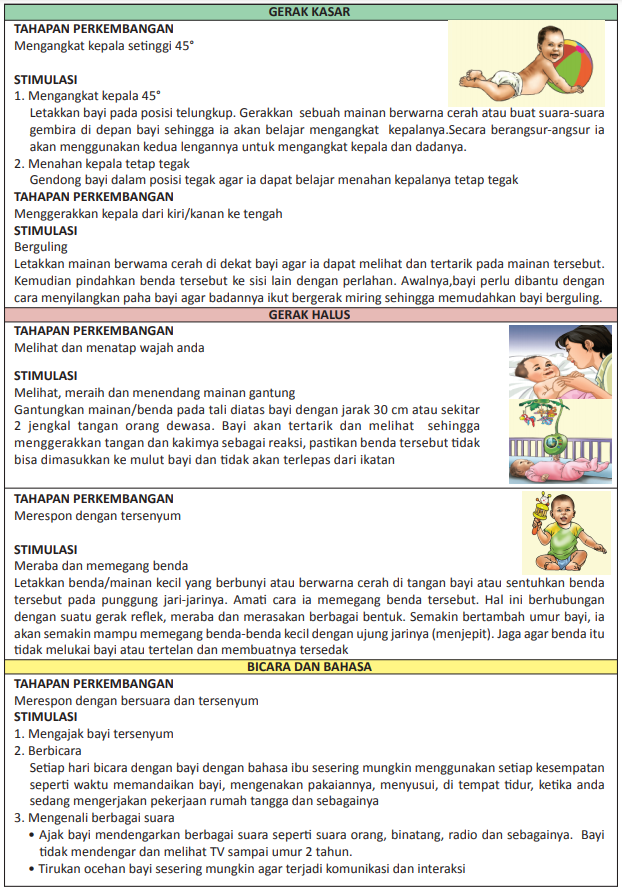 GERAK KASAR
TAHAPAN PERKEMBANGAN
Mengangkat kepala setinggi 45°
STIMULASI
1. Mengangkat kepala 45°
Letakkan bayi pada posisi telungkup. Gerakkan sebuah mainan berwarna cerah atau buat suara-suara
gembira di depan bayi sehingga ia akan belajar mengangkat kepalanya.Secara berangsur-angsur ia
akan menggunakan kedua lengannya untuk mengangkat kepala dan dadanya.
2. Menahan kepala tetap tegak
Gendong bayi dalam posisi tegak agar ia dapat belajar menahan kepalanya tetap tegak
TAHAPAN PERKEMBANGAN
Menggerakkan kepala dari kiri/kanan ke tengah
STIMULASI
Berguling
Letakkan mainan berwama cerah di dekat bayi agar ia dapat melihat dan tertarik pada mainan tersebut.
Kemudian pindahkan benda tersebut ke sisi lain dengan perlahan. Awalnya,bayi perlu dibantu dengan
cara menyilangkan paha bayi agar badannya ikut bergerak miring sehingga memudahkan bayi berguling.
GERAK HALUS
TAHAPAN PERKEMBANGAN
Melihat dan menatap wajah anda
STIMULASI
Melihat, meraih dan menendang mainan gantung
Gantungkan mainan/benda pada tali diatas bayi dengan jarak 30 cm atau sekitar
2 jengkal tangan orang dewasa. Bayi akan tertarik dan melihat sehingga
menggerakkan tangan dan kakimya sebagai reaksi, pastikan benda tersebut tidak
bisa dimasukkan ke mulut bayi dan tidak akan terlepas dari ikatan
TAHAPAN PERKEMBANGAN
Merespon dengan tersenyum
STIMULASI
Meraba dan memegang benda
Letakkan benda/mainan kecil yang berbunyi atau berwarna cerah di tangan bayi atau sentuhkan benda
tersebut pada punggung jari-jarinya. Amati cara ia memegang benda tersebut. Hal ini berhubungan
dengan suatu gerak reflek, meraba dan merasakan berbagai bentuk. Semakin bertambah umur bayi, ia
akan semakin mampu memegang benda-benda kecil dengan ujung jarinya (menjepit). Jaga agar benda itu
tidak melukai bayi atau tertelan dan membuatnya tersedak
BICARA DAN BAHASA
TAHAPAN PERKEMBANGAN
Merespon dengan bersuara dan tersenyum
STIMULASI
1. Mengajak bayi tersenyum
2. Berbicara
Setiap hari bicara dengan bayi dengan bahasa ibu sesering mungkin menggunakan setiap kesempatan
seperti waktu memandaikan bayi, mengenakan pakaiannya, menyusui, di tempat tidur, ketika anda
sedang mengerjakan pekerjaan rumah tangga dan sebagainya
3. Mengenali berbagai suara
• Ajak bayi mendengarkan berbagai suara seperti suara orang, binatang, radio dan sebagainya. Bayi
tidak mendengar dan melihat TV sampai umur 2 tahun.
• Tirukan ocehan bayi sesering mungkin agar terjadi komunikasi dan interaksi